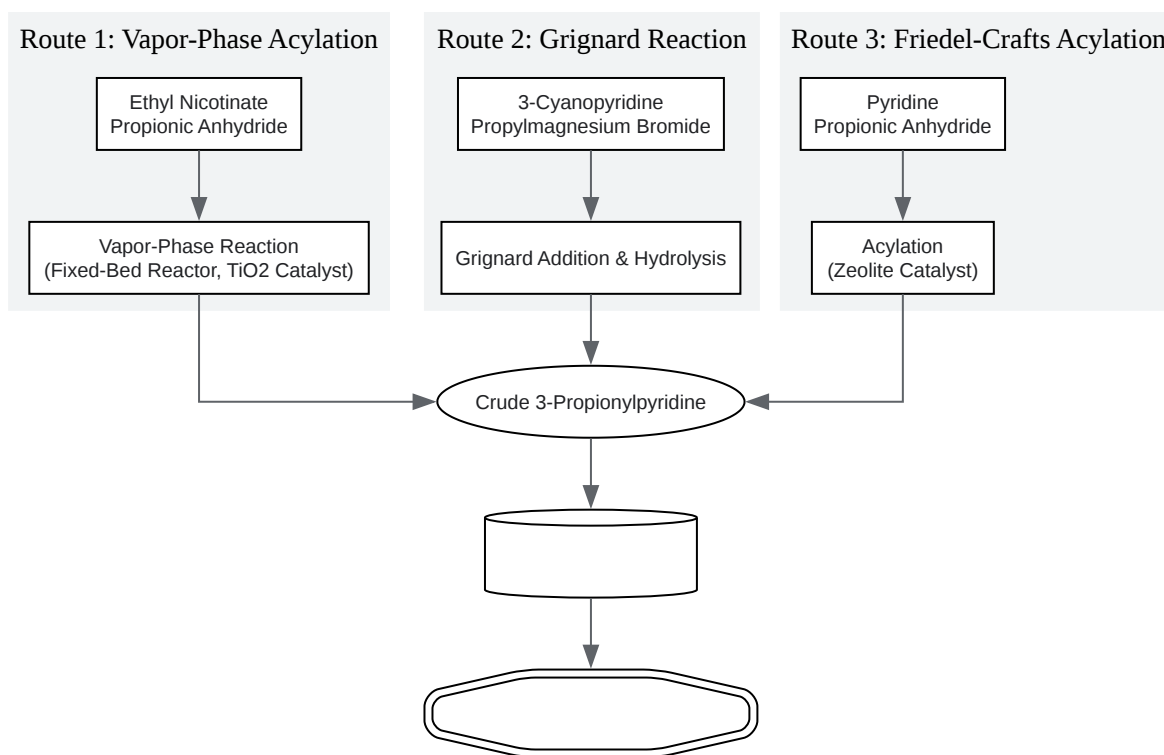 Route 1: Vapor-Phase Acylation
Ethyl Nicotinate
Propionic Anhydride
Vapor-Phase Reaction
(Fixed-Bed Reactor, TiO2 Catalyst)
Route 2: Grignard Reaction
3-Cyanopyridine
Propylmagnesium Bromide
Grignard Addition & Hydrolysis
Route 3: Friedel-Crafts Acylation
Pyridine
Propionic Anhydride
Acylation
(Zeolite Catalyst)
Crude 3-Propionylpyridine